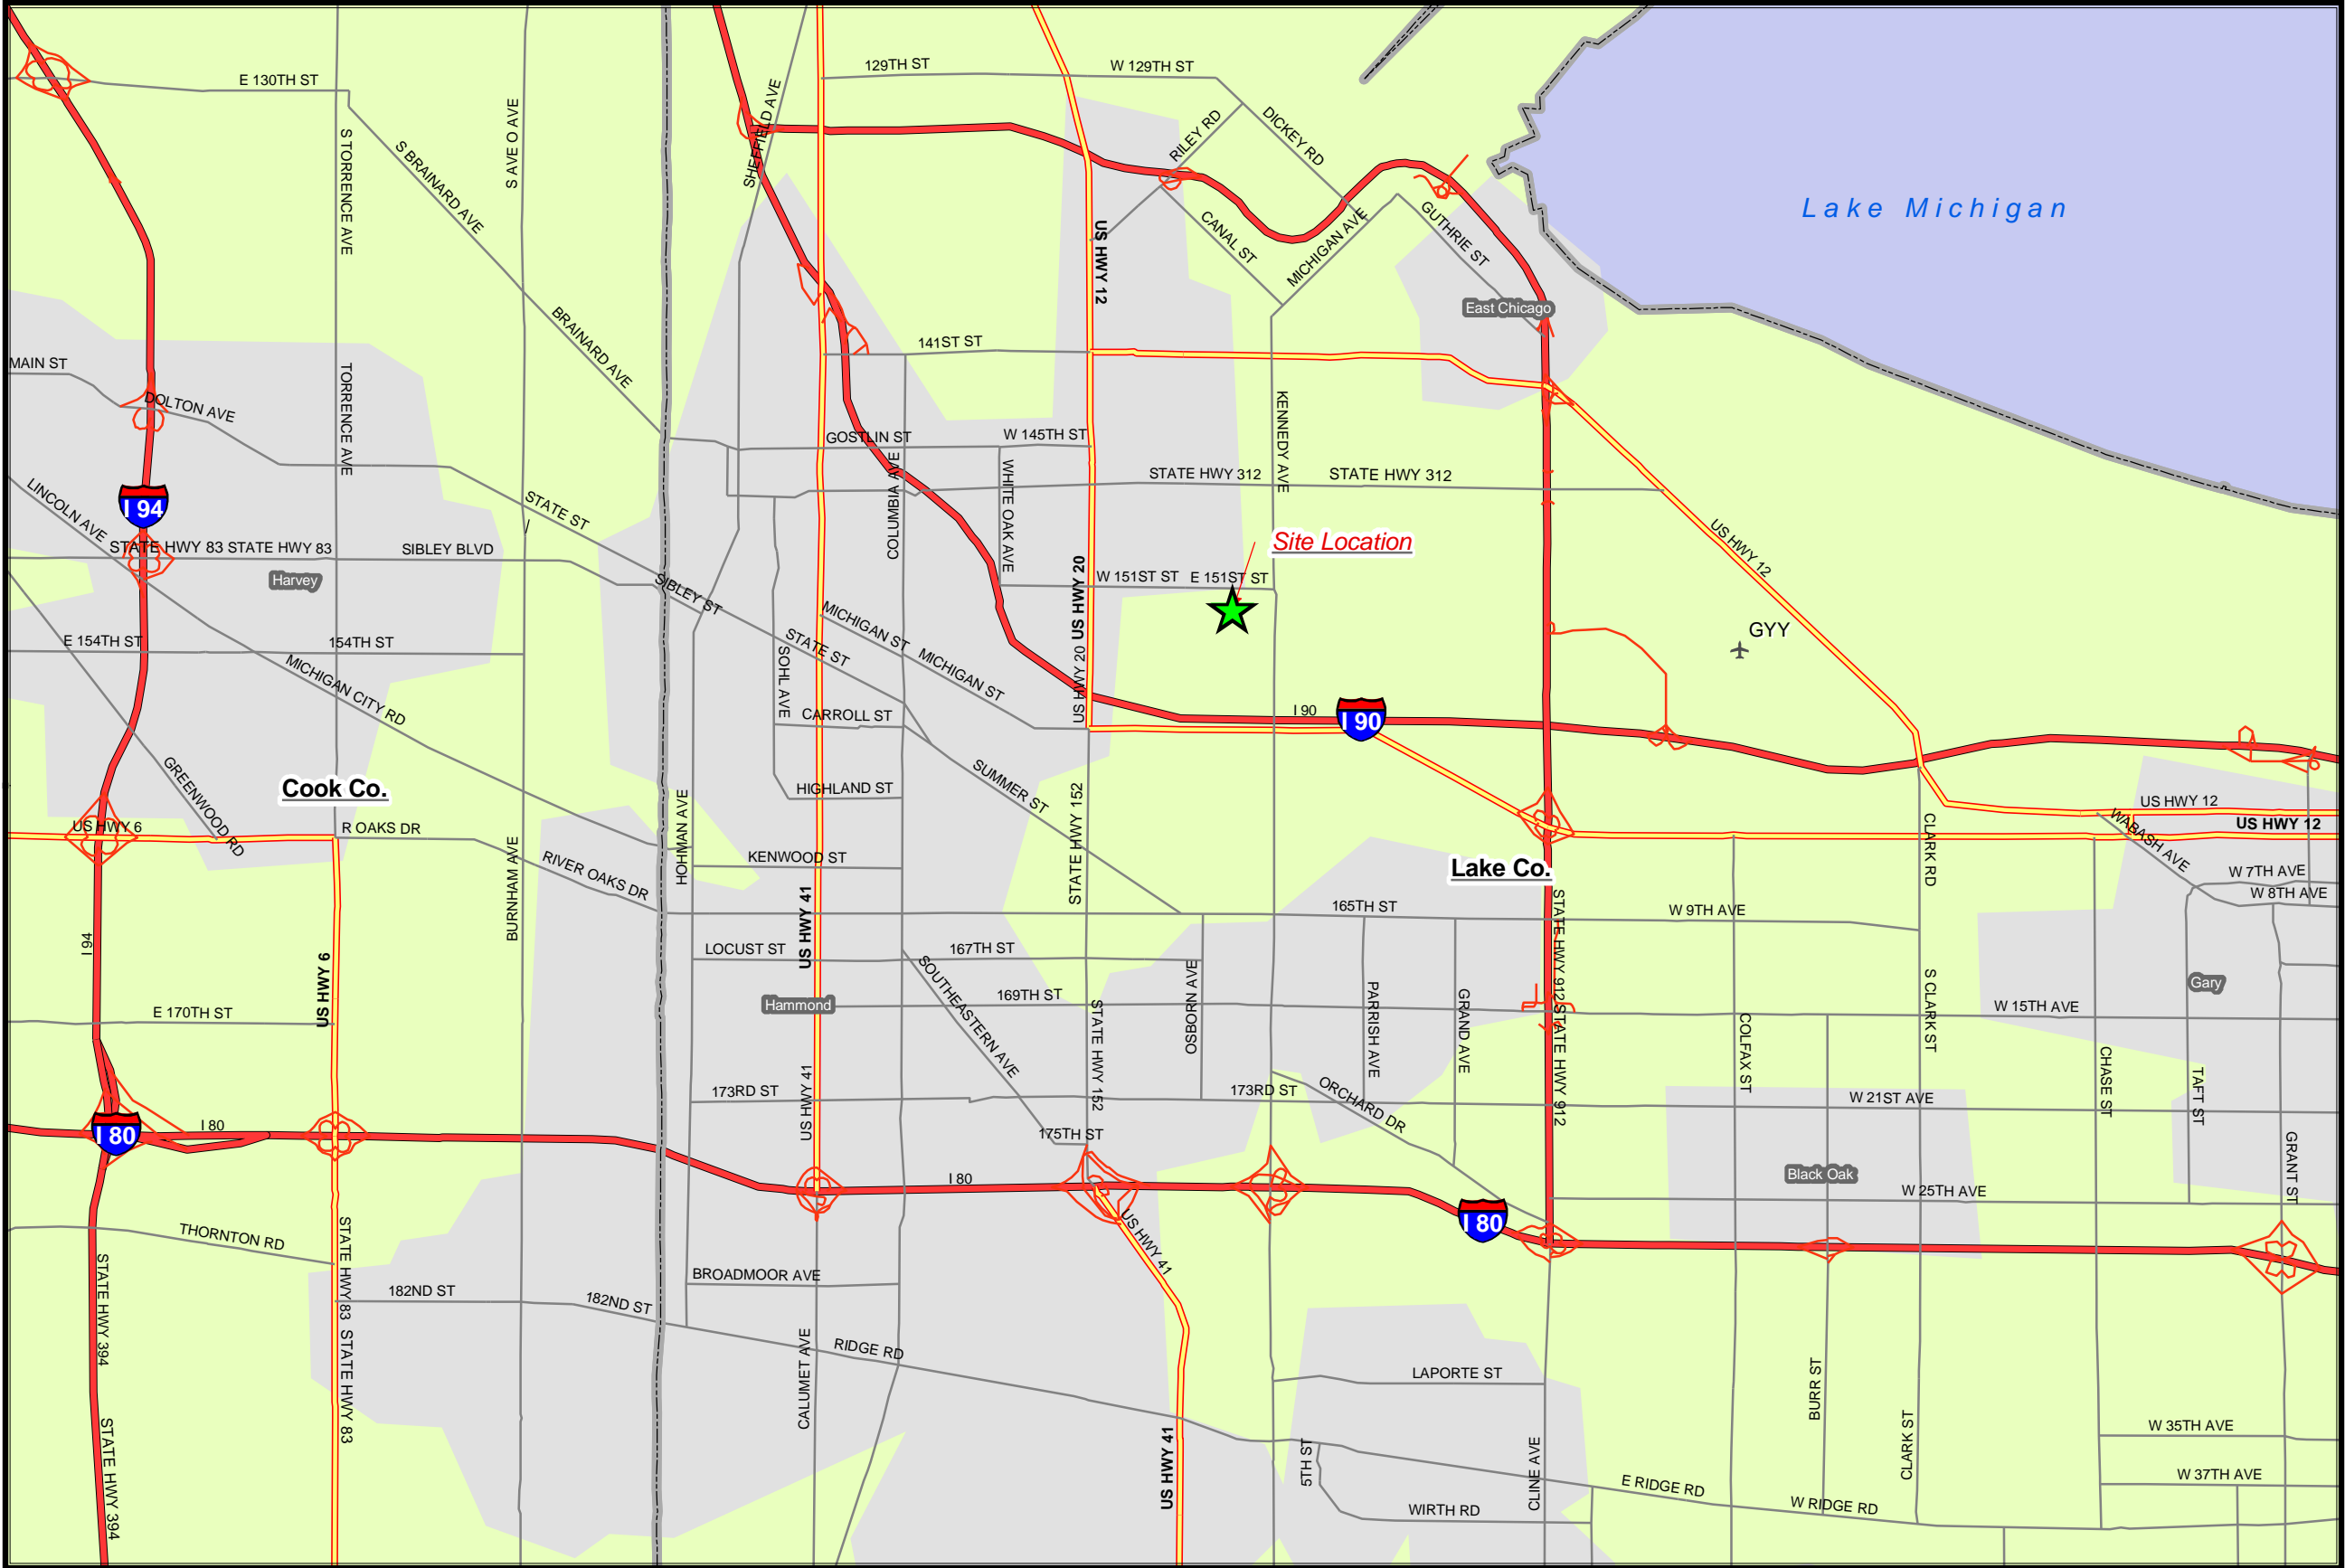 129TH ST
W 129TH ST
E 130TH ST
SHEFFIELD AVE
S AVE O AVE
S TORRENCE AVE
S BRAINARD AVE
RILEY RD
DICKEY RD
CANAL ST
MICHIGAN AVE
GUTHRIE ST
Lake Michigan
US HWY 12
East Chicago
BRAINARD AVE
141ST ST
MAIN ST
DOLTON AVE
TORRENCE AVE
KENNEDY AVE
GOSTLIN ST
W 145TH ST
COLUMBIA AVE
WHITE OAK AVE
STATE HWY 312
STATE HWY 312
LINCOLN AVE
I 94
STATE ST
US HWY 12
STATE HWY 83 STATE HWY 83
SIBLEY BLVD
Site Location
Harvey
SIBLEY ST
W 151ST ST
E 151ST ST
US HWY 20 US HWY 20
MICHIGAN ST
GYY
E 154TH ST
154TH ST
STATE ST
SOHL AVE
MICHIGAN ST
MICHIGAN CITY RD
CARROLL ST
I 90
I 90
GREENWOOD RD
Cook Co.
HIGHLAND ST
SUMMER ST
STATE HWY 152
US HWY 12
US HWY 12
WABASH AVE
US HWY 6
R OAKS DR
HOHMAN AVE
BURNHAM AVE
RIVER OAKS DR
KENWOOD ST
Lake Co.
CLARK RD
W 7TH AVE
W 8TH AVE
US HWY 41
165TH ST
W 9TH AVE
I 94
US HWY 6
LOCUST ST
167TH ST
SOUTHEASTERN AVE
OSBORN AVE
STATE HWY 912 STATE HWY 912
S CLARK ST
Gary
Hammond
169TH ST
PARRISH AVE
GRAND AVE
W 15TH AVE
E 170TH ST
STATE HWY 152
COLFAX ST
CHASE ST
TAFT ST
US HWY 41
173RD ST
173RD ST
ORCHARD DR
W 21ST AVE
I 80
I 80
175TH ST
GRANT ST
Black Oak
I 80
W 25TH AVE
I 80
US HWY 41
THORNTON RD
STATE HWY 394
STATE HWY 83 STATE HWY 83
BROADMOOR AVE
182ND ST
182ND ST
CALUMET AVE
RIDGE RD
LAPORTE ST
BURR ST
CLARK ST
STATE HWY 394
W 35TH AVE
US HWY 41
5TH ST
CLINE AVE
W 37TH AVE
E RIDGE RD
W RIDGE RD
WIRTH RD